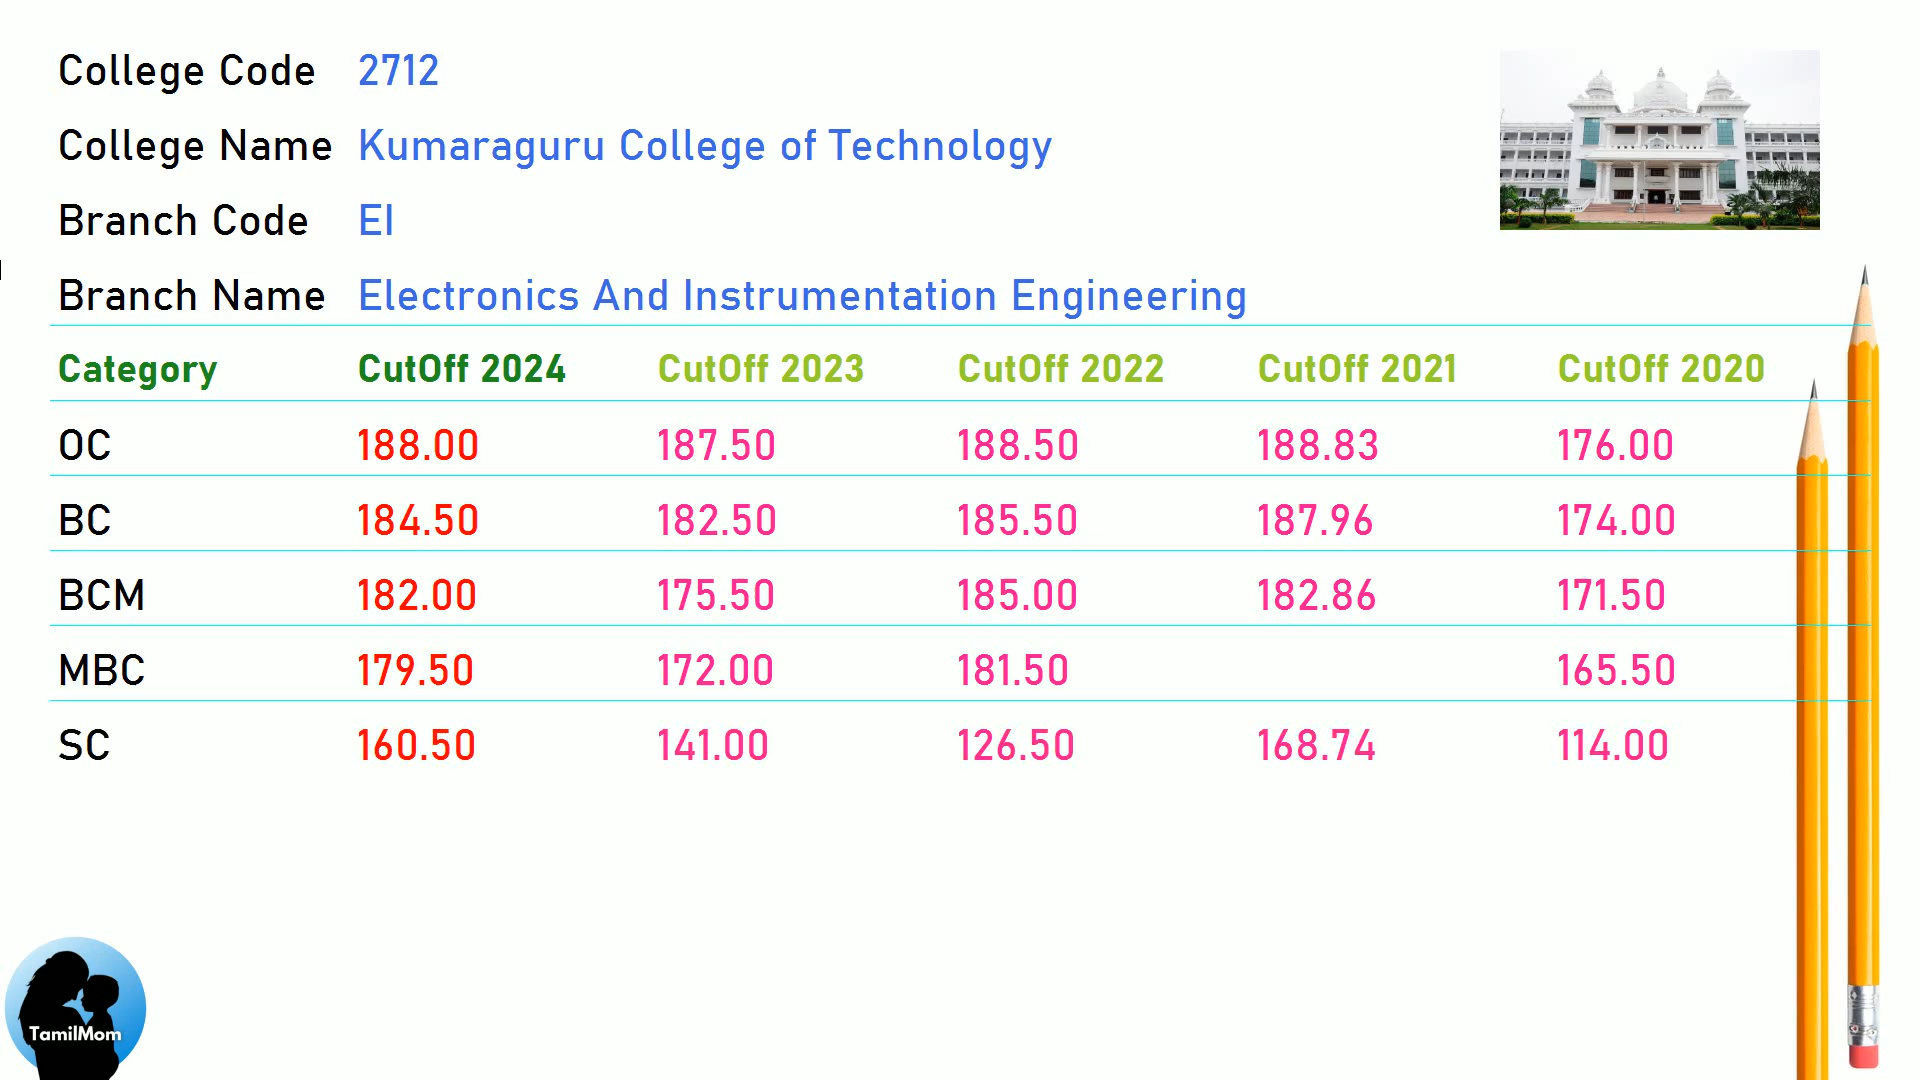 College Code 2712
College Name Kumaraguru College of Technology
Branch Code EI
Branch Name Electronics And Instrumentation Engineering
Category CutOff 2024 CutOff 2023 CutOff 2022 CutOff 2021 CutOff 2020
OC 188.00 187.50 188.50 188.83 176.00
BC 184.50 182.50 185.50 187.96 174.00
BCM 182.00 175.50 185.00 182.86 171.50
MBC 179.50 172.00 181.50 165.50
SC 160.50 141.00 126.50 168.74 114.00
TamilMom